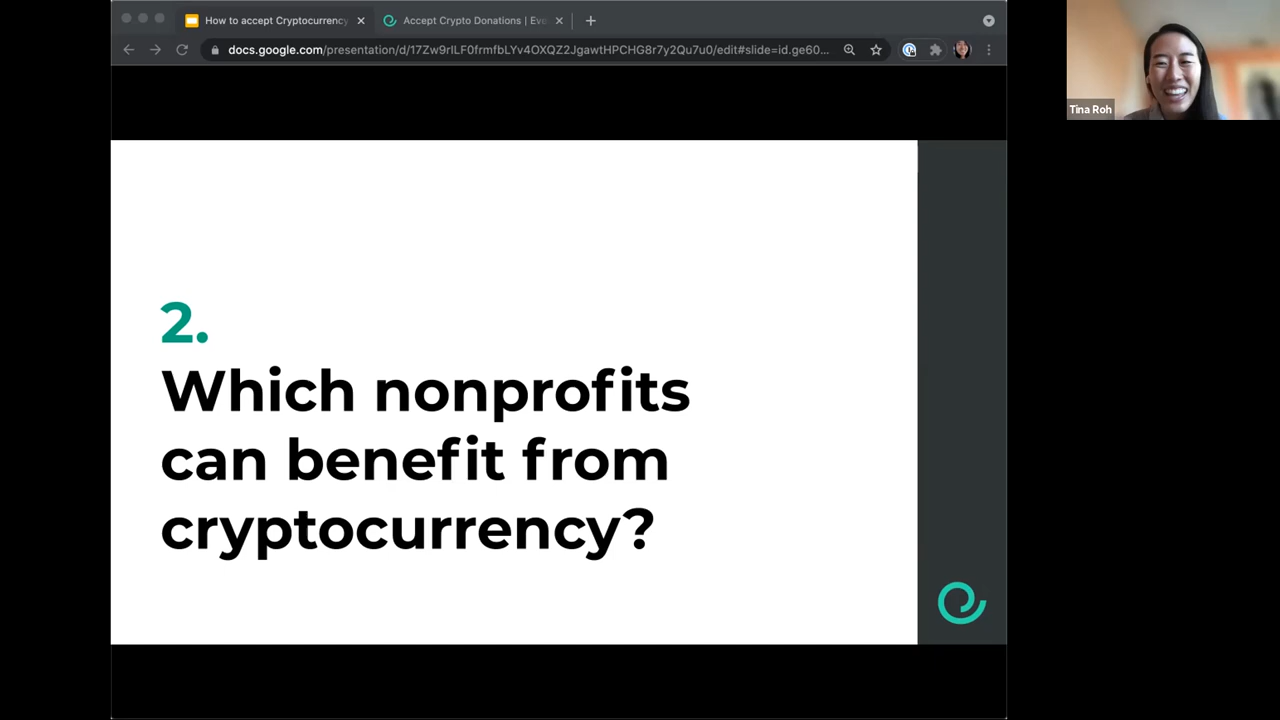 How to accept Cryptocurrency
Accept Crypto Donations | Eve
docs.google.com/presentation/d/17Zw9rILF0frmfbLYv4OXQZ2JgawtHPCHG8r7y2Qu7u0/edit#slide=id.ge60...
Tina Roh
2.
Which nonprofits
can benefit from
cryptocurrency?